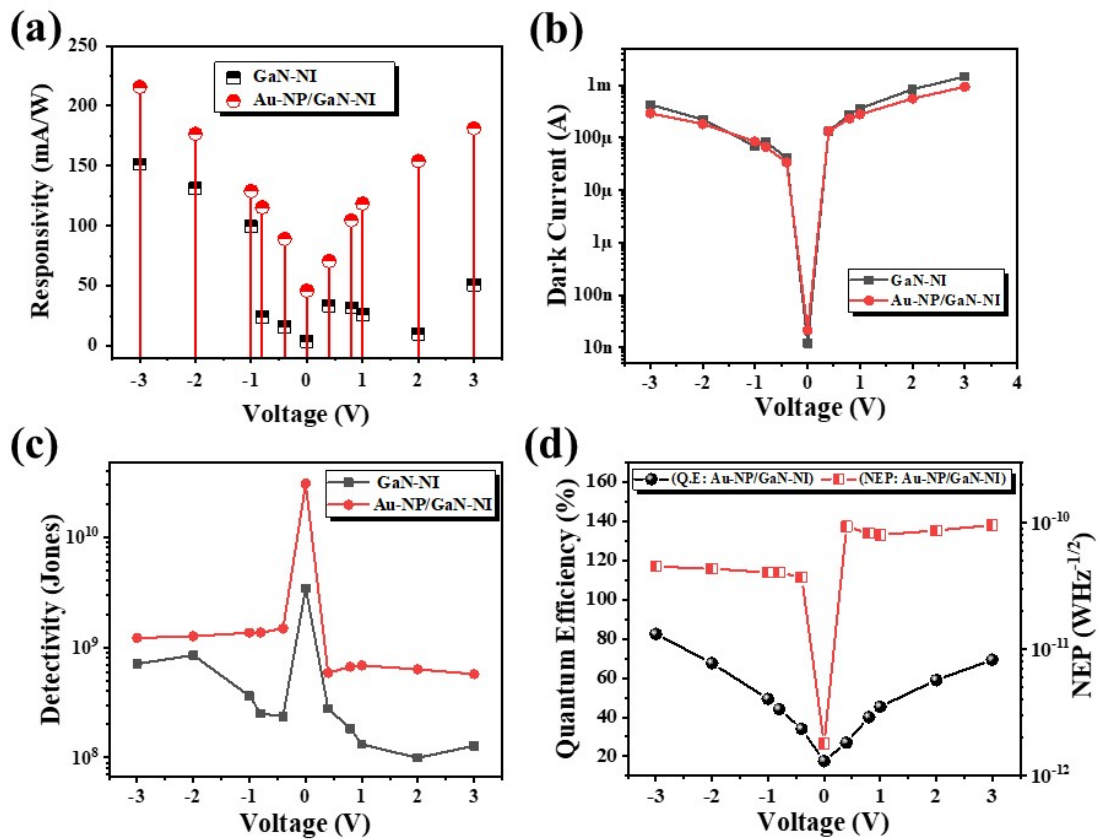 (a)
250
200
150
100
50
0
Responsivity (mA/W)
GaN-NI
Au-NP/GaN-NI
-3 -2 -1 0 1 2 3
Voltage (V)
(b)
1m
100µ
10µ
1µ
100n
10n
Dark Current (A)
GaN-NI
Au-NP/GaN-NI
-3 -2 -1 0 1 2 3 4
Voltage (V)
(c)
10^10
10^9
10^8
Detectivity (Jones)
GaN-NI
Au-NP/GaN-NI
-3 -2 -1 0 1 2 3
Voltage (V)
(d)
160
140
120
100
80
60
40
20
Quantum Efficiency (%)
(Q.E: Au-NP/GaN-NI) (NEP: Au-NP/GaN-NI)
10^-10
10^-11
10^-12
NEP (WHz^-1/2)
-3 -2 -1 0 1 2 3
Voltage (V)